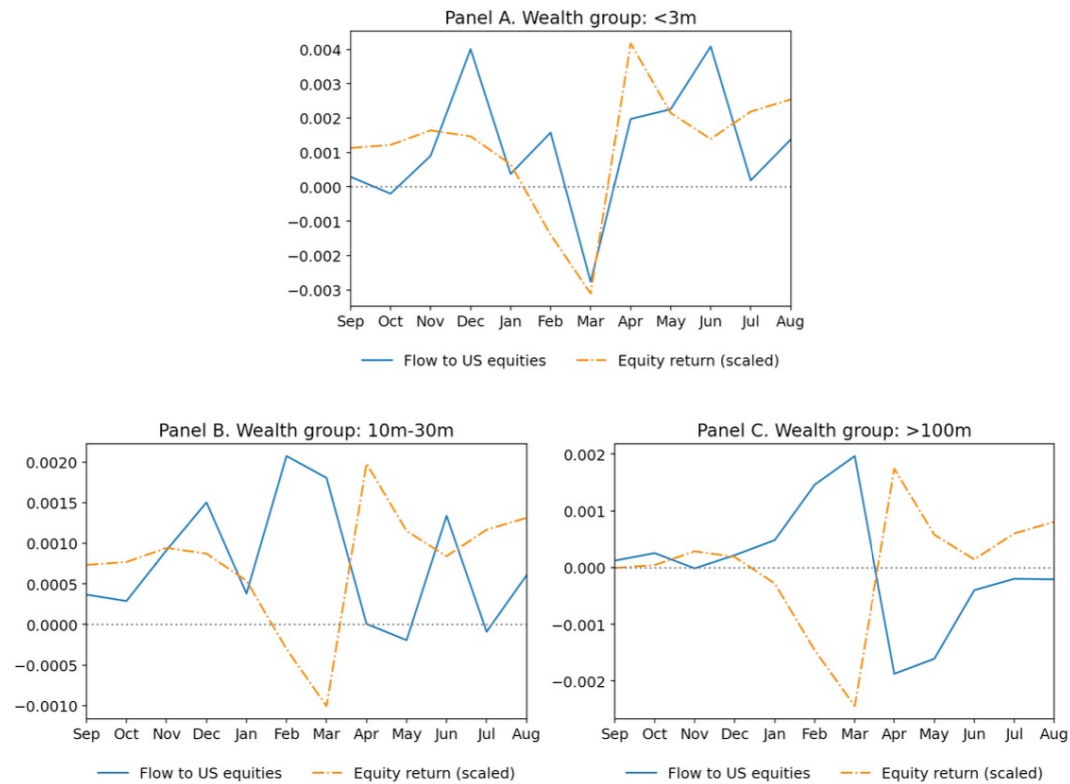 Panel A. Wealth group: <3m
0.004
0.003
0.002
0.001
0.000
−0.001
−0.002
−0.003
Sep Oct Nov Dec Jan Feb Mar Apr May Jun Jul Aug
Flow to US equities Equity return (scaled)
Panel B. Wealth group: 10m-30m
0.0020
0.0015
0.0010
0.0005
0.0000
−0.0005
−0.0010
Sep Oct Nov Dec Jan Feb Mar Apr May Jun Jul Aug
Flow to US equities Equity return (scaled)
Panel C. Wealth group: >100m
0.002
0.001
0.000
−0.001
−0.002
Sep Oct Nov Dec Jan Feb Mar Apr May Jun Jul Aug
Flow to US equities Equity return (scaled)